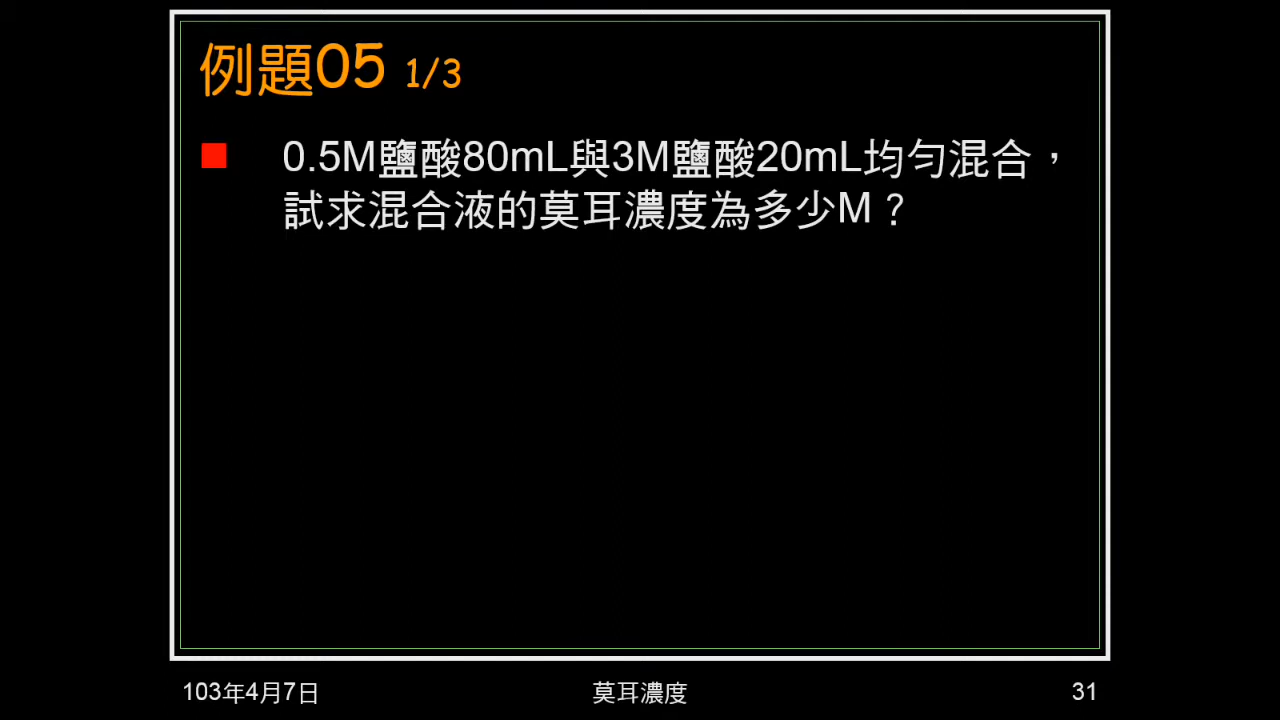 例題05 1/3
0.5M鹽酸80mL與3M鹽酸20mL均勻混合，
試求混合液的莫耳濃度為多少M？
103年4月7日 莫耳濃度 31